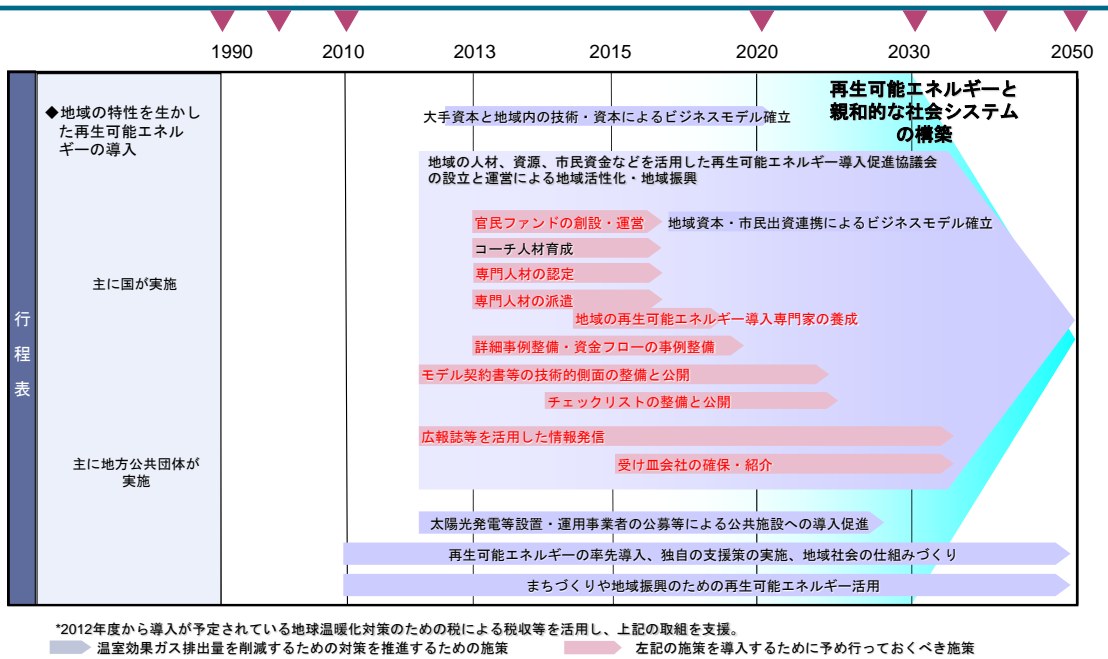 1990 2010 2013 2015 2020 2030 2050
行程表
◆地域の特性を生かし
た再生可能エネル
ギーの導入
主に国が実施
主に地方公共団体が
実施
再生可能エネルギーと
親和的な社会システム
の構築
大手資本と地域内の技術・資本によるビジネスモデル確立
地域の人材、資源、市民資金などを活用した再生可能エネルギー導入促進協議会
の設立と運営による地域活性化・地域振興
官民ファンドの創設・運営
地域資本・市民出資連携によるビジネスモデル確立
コーチ人材育成
専門人材の認定
専門人材の派遣
地域の再生可能エネルギー導入専門家の養成
詳細事例整備・資金フローの事例整備
モデル契約書等の技術的側面の整備と公開
チェックリストの整備と公開
広報誌等を活用した情報発信
受け皿会社の確保・紹介
太陽光発電等設置・運用事業者の公募等による公共施設への導入促進
再生可能エネルギーの率先導入、独自の支援策の実施、地域社会の仕組みづくり
まちづくりや地域振興のための再生可能エネルギー活用
*2012年度から導入が予定されている地球温暖化対策のための税による税収等を活用し、上記の取組を支援。
温室効果ガス排出量を削減するための対策を推進するための施策
左記の施策を導入するために予め行っておくべき施策